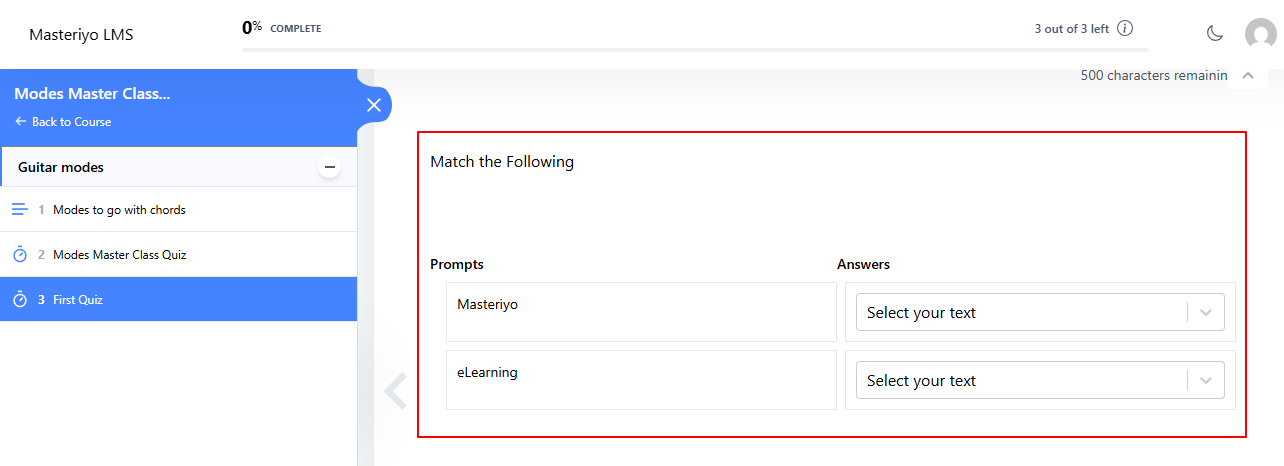 Masteriyo LMS
0% COMPLETE
3 out of 3 left
Modes Master Class...
Back to Course
Guitar modes
1 Modes to go with chords
2 Modes Master Class Quiz
3 First Quiz
500 characters remainin
Match the Following
Prompts Answers
Masteriyo Select your text
eLearning Select your text